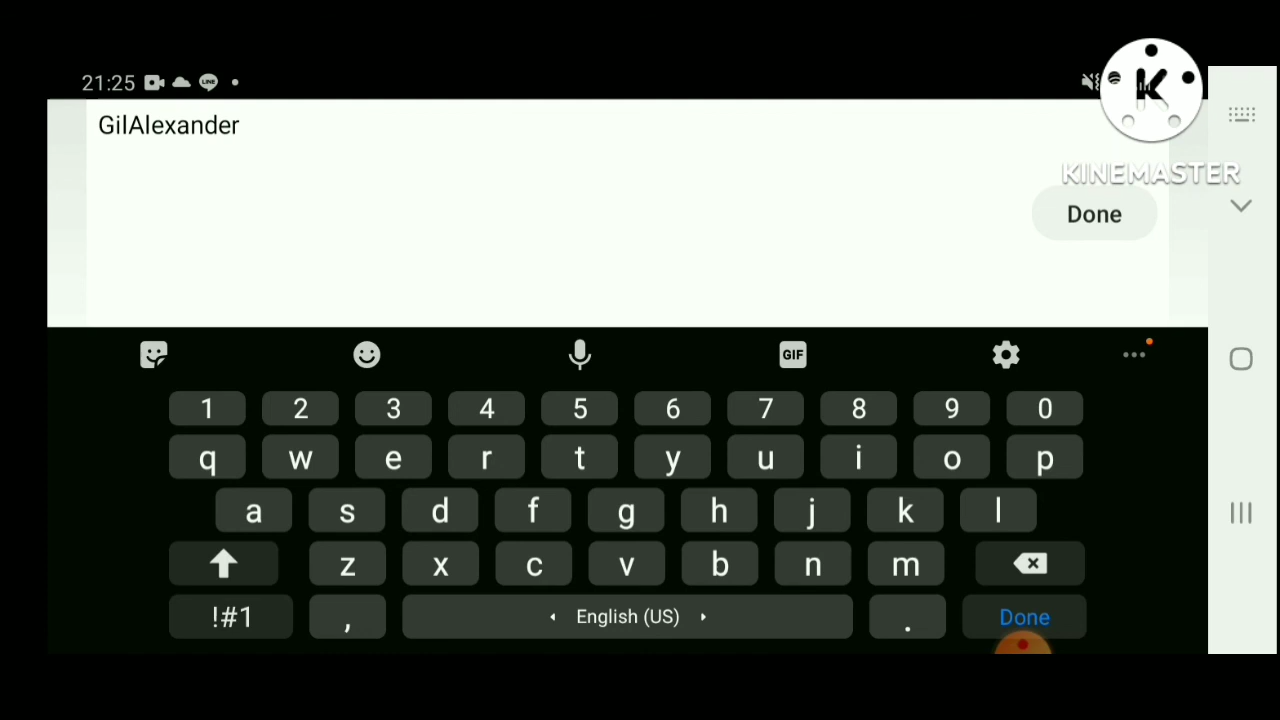 21:25 LINE
GilAlexander
K
KINEMASTER
Done
GIF
1 2 3 4 5 6 7 8 9 0
q w e r t y u i o p
a s d f g h j k l
z x c v b n m
!#1 , English (US) . Done